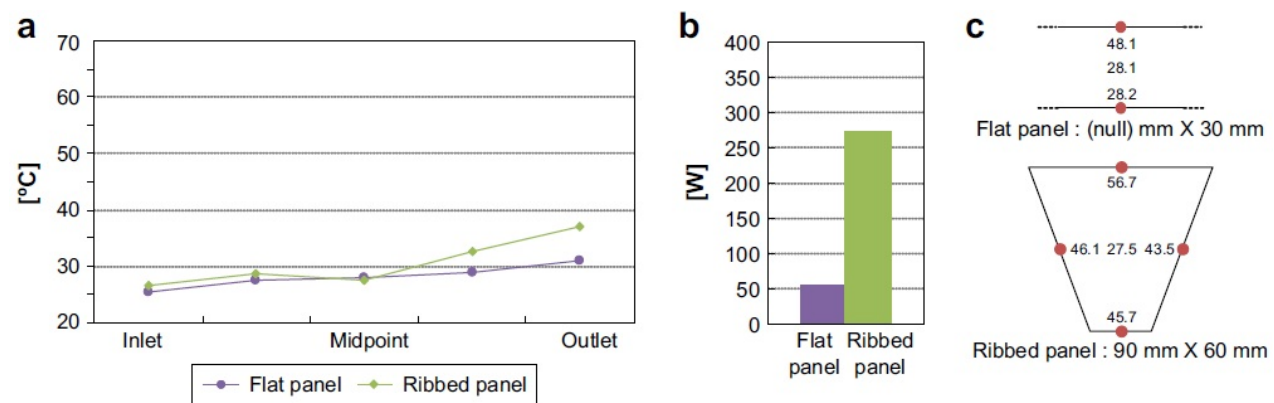 a
70
60
50
40
30
20
[ºC]
Inlet
Midpoint
Outlet
Flat panel
Ribbed panel
b
400
350
300
250
200
150
100
50
0
[W]
Flat panel
Ribbed panel
c
48.1
28.1
28.2
Flat panel : (null) mm X 30 mm
56.7
46.1 27.5 43.5
45.7
Ribbed panel : 90 mm X 60 mm